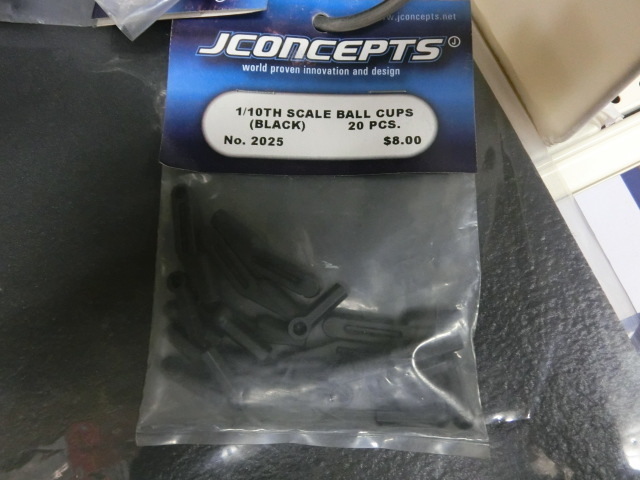 www.jconcepts.net
JCONCEPTS J
world proven innovation and design
1/10TH SCALE BALL CUPS
(BLACK) 20 PCS.
No. 2025 $8.00